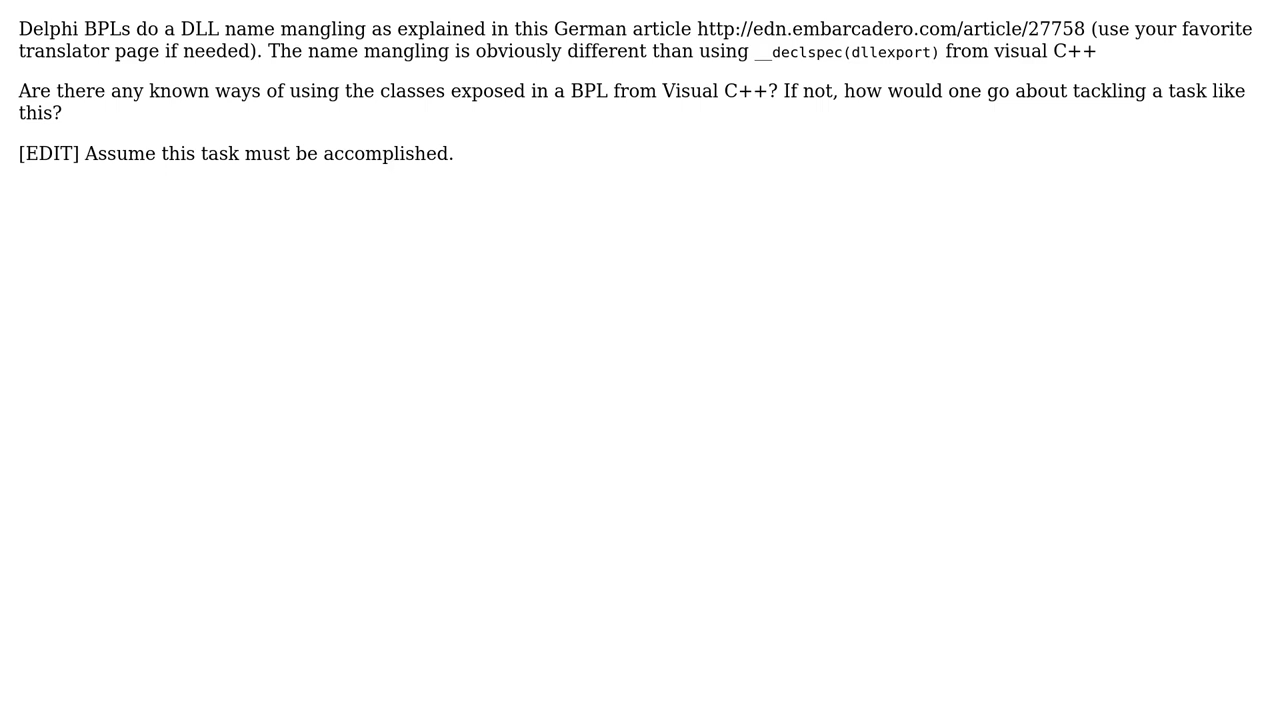 Delphi BPLs do a DLL name mangling as explained in this German article http://edn.embarcadero.com/article/27758 (use your favorite
translator page if needed). The name mangling is obviously different than using __declspec(dllexport) from visual C++
Are there any known ways of using the classes exposed in a BPL from Visual C++? If not, how would one go about tackling a task like
this?
[EDIT] Assume this task must be accomplished.